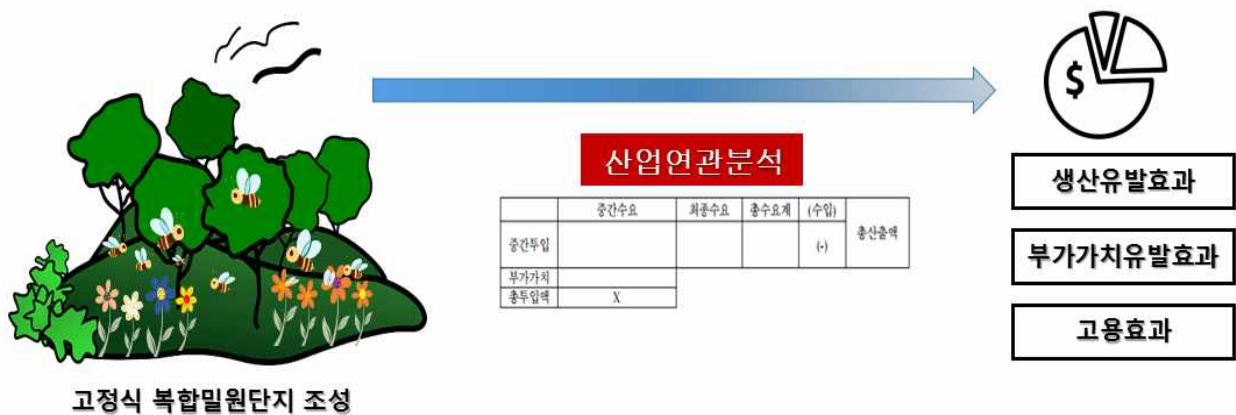 $
산업연관분석
중간수요 최종수요 총수요계 (수입) 총산출액
중간투입 (-)
부가가치
총투입액 X
생산유발효과
부가가치유발효과
고용효과
고정식 복합밀원단지 조성